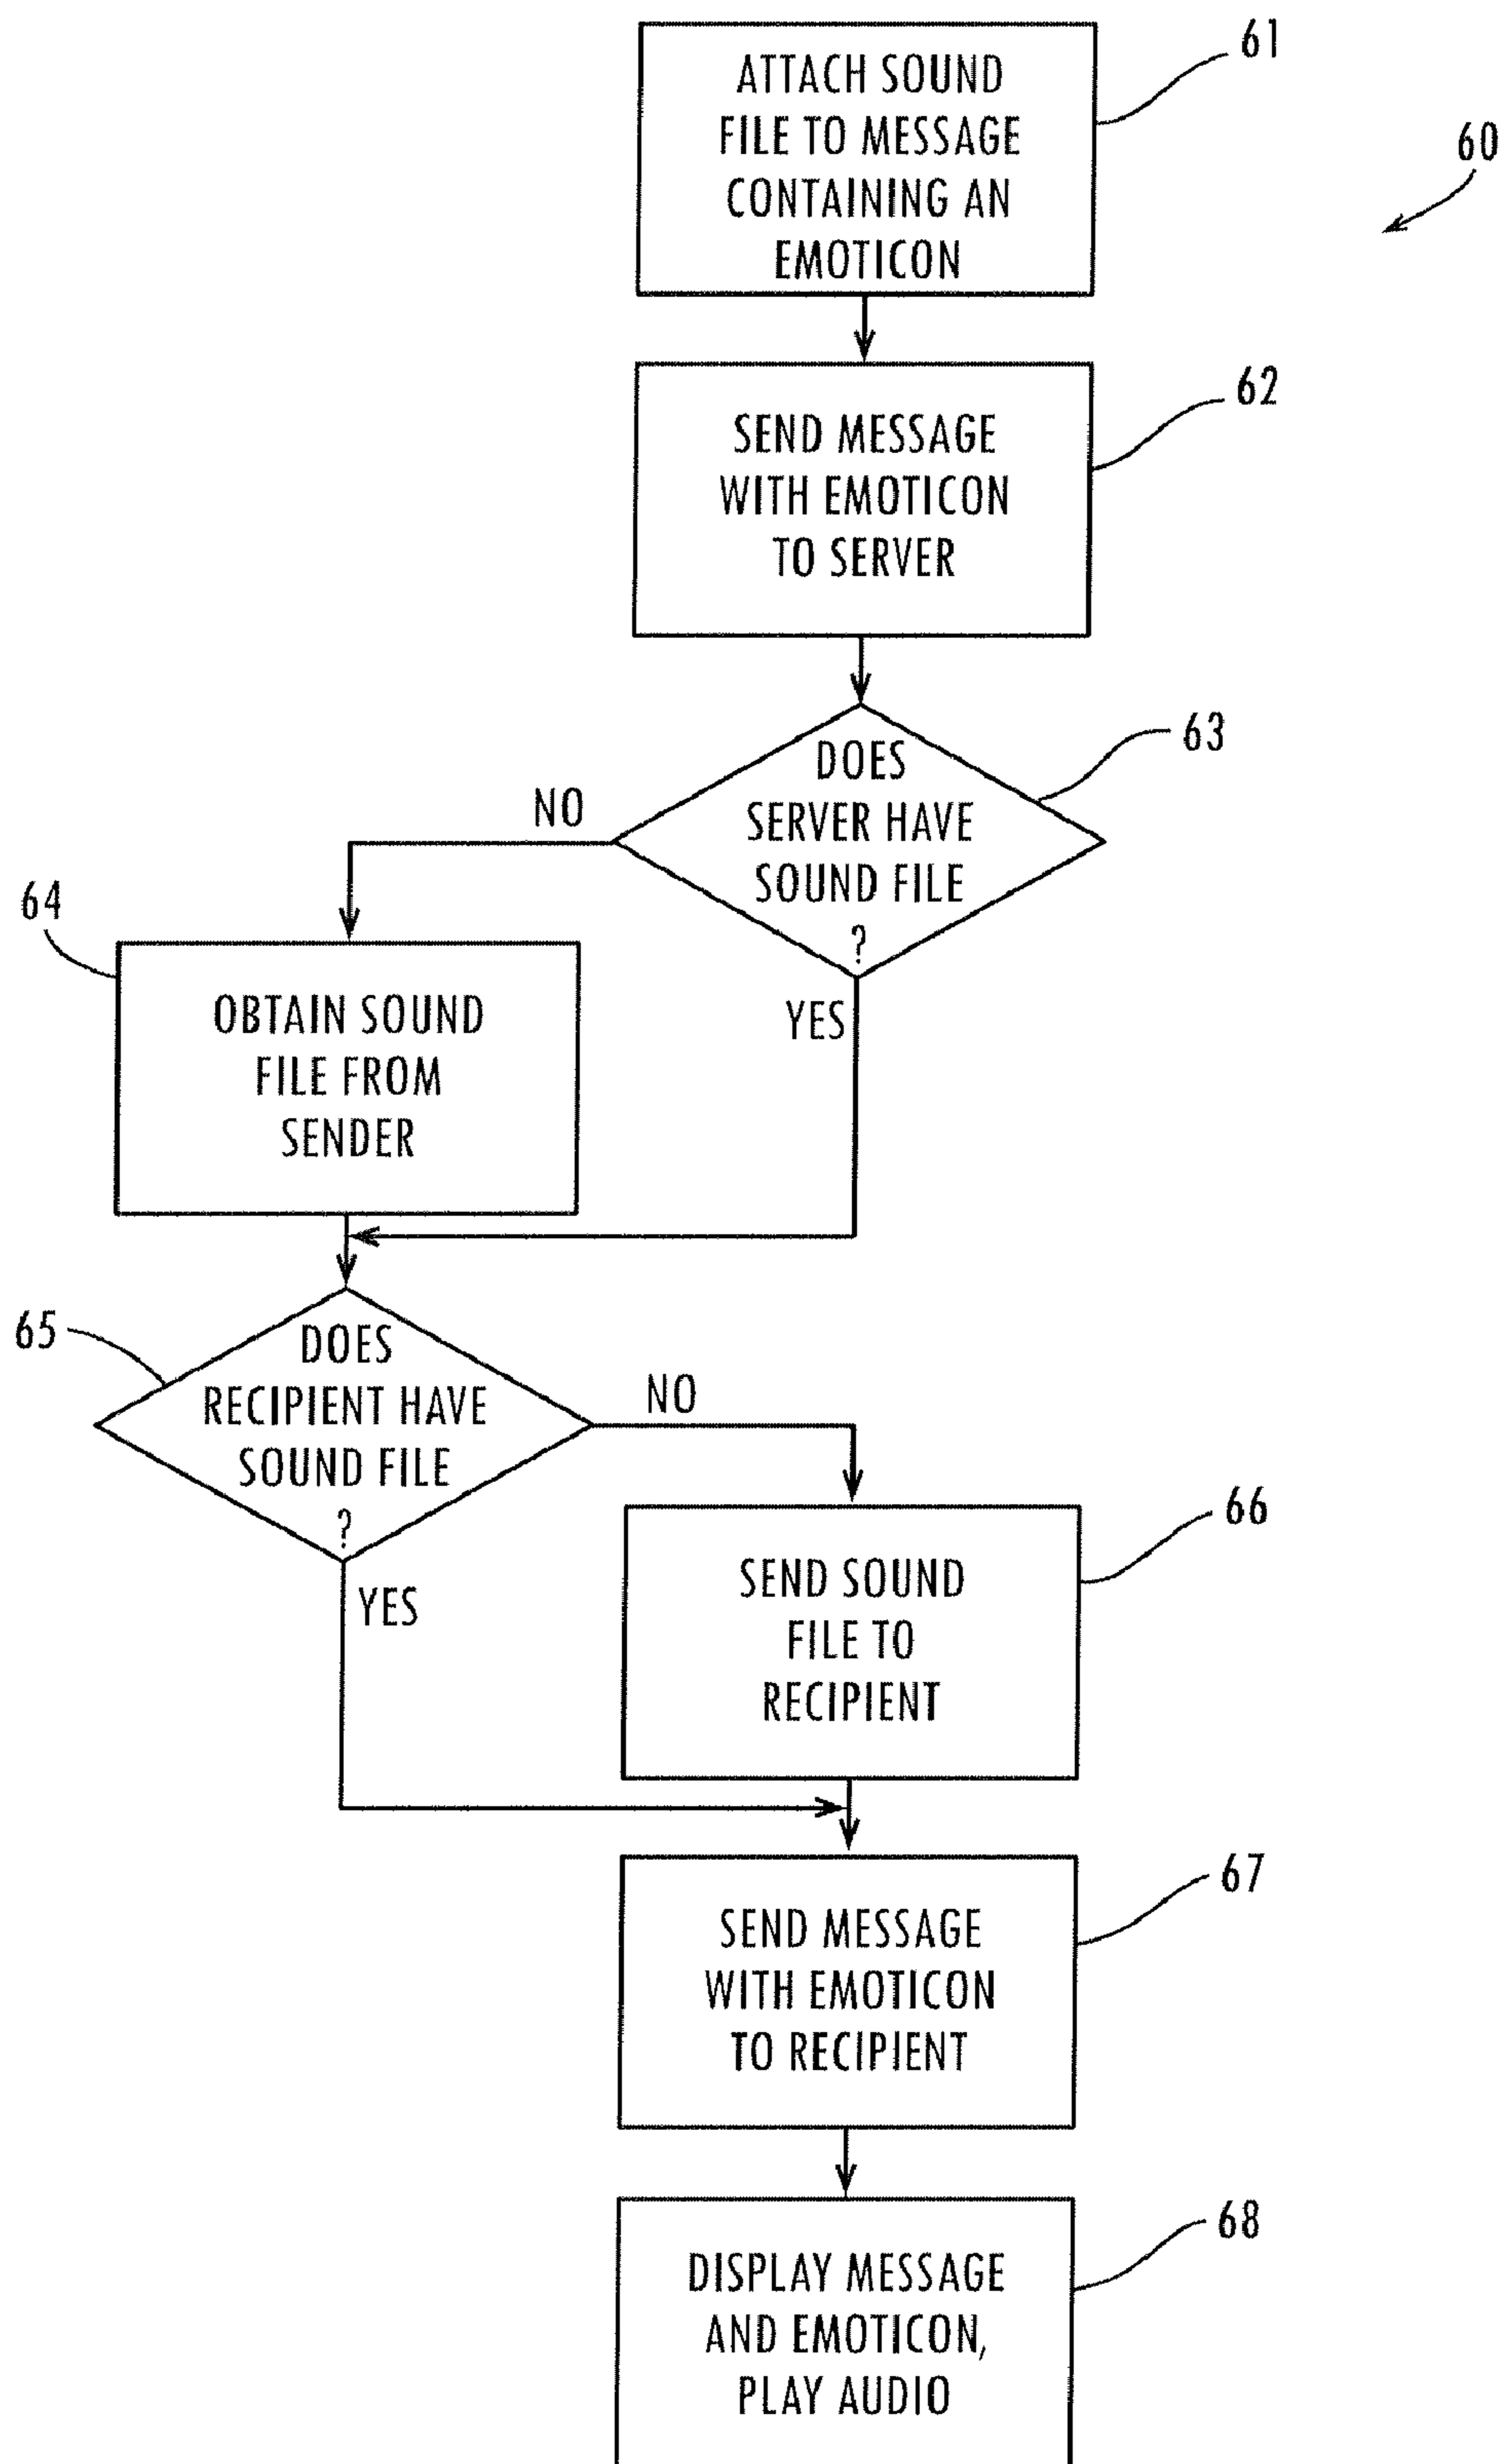 61
ATTACH SOUND
FILE TO MESSAGE
CONTAINING AN
EMOTICON
60
62
SEND MESSAGE
WITH EMOTICON
TO SERVER
63
DOES
SERVER HAVE
SOUND FILE
?
NO
YES
64
OBTAIN SOUND
FILE FROM
SENDER
65
DOES
RECIPIENT HAVE
SOUND FILE
?
NO
YES
66
SEND SOUND
FILE TO
RECIPIENT
67
SEND MESSAGE
WITH EMOTICON
TO RECIPIENT
68
DISPLAY MESSAGE
AND EMOTICON,
PLAY AUDIO